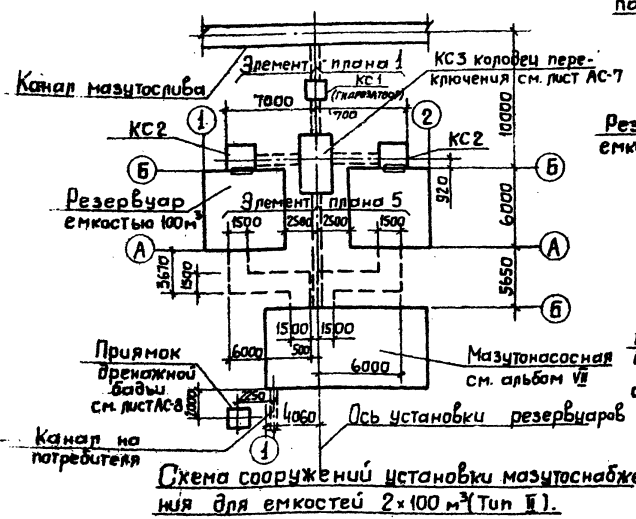 па
Элемент плана 1
КС3 колодец пере-
ключения см. лист АС-7
Канал мазутослива
КС1
(гидрозатвор)
7000
700
10000
1
2
КС2
КС2
Рез
емк
Б
Б
920
Резервуар
емкостью 100м³
Элемент плана 5
1500
2500
2500
1500
6000
А
А
3670
1500
5650
Б
1500
1500
500
6000
6000
Приямок
дренажной
бадьи
см. лист АС-8
Мазутонасосная
см. альбом VII
2250
2000
4060
Ось установки резервуаров
Канал на
потребителя
1
Схема сооружений установки мазутоснабже
ния для емкостей 2×100 м³ (Тип II).